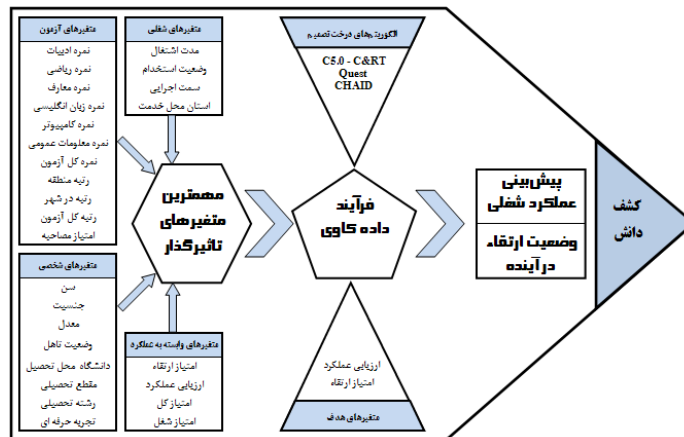 متغیرهای آزمون
نمره ادبیات
نمره ریاضی
نمره معارف
نمره زبان انگلیسی
نمره کامپیوتر
نمره معلومات عمومی
نمره کل آزمون
رتبه منطقه
رتبه در شهر
رتبه کل آزمون
امتیاز مصاحبه
متغیرهای شغلی
مدت اشتغال
وضعیت استخدام
سمت اجرایی
استان محل خدمت
متغیرهای شخصی
سن
جنسیت
معدل
وضعیت تاهل
دانشگاه محل تحصیل
مقطع تحصیلی
رشته تحصیلی
تجربه حرفه ای
متغیرهای وابسته به عملکرد
امتیاز ارتقاء
ارزیابی عملکرد
امتیاز کل
امتیاز شغل
مهمترین
متغیرهای
تاثیرگذار
الگوریتم‌های درخت تصمیم
C5.0 - C&RT
Quest
CHAID
فرآیند
داده کاوی
ارزیابی عملکرد
امتیاز ارتقاء
متغیرهای هدف
پیش‌بینی
عملکرد شغلی
وضعیت ارتقاء
در آینده
کشف
دانش